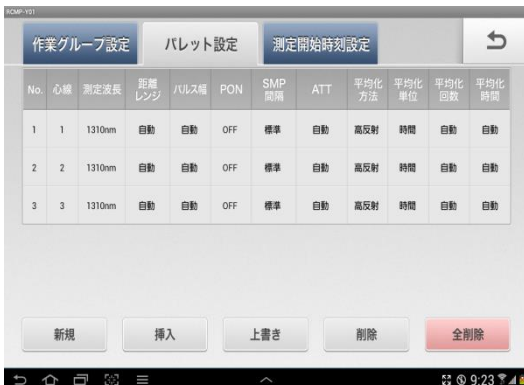 RCMP-Y01
作業グループ設定 パレット設定 測定開始時刻設定
No. 心線 測定波長 距離レンジ パルス幅 PON SMP間隔 ATT 平均化方法 平均化単位 平均化回数 平均化時間
1 1 1310nm 自動 自動 OFF 標準 自動 高反射 時間 自動 自動
2 2 1310nm 自動 自動 OFF 標準 自動 高反射 時間 自動 自動
3 3 1310nm 自動 自動 OFF 標準 自動 高反射 時間 自動 自動
新規 挿入 上書き 削除 全削除
9:23